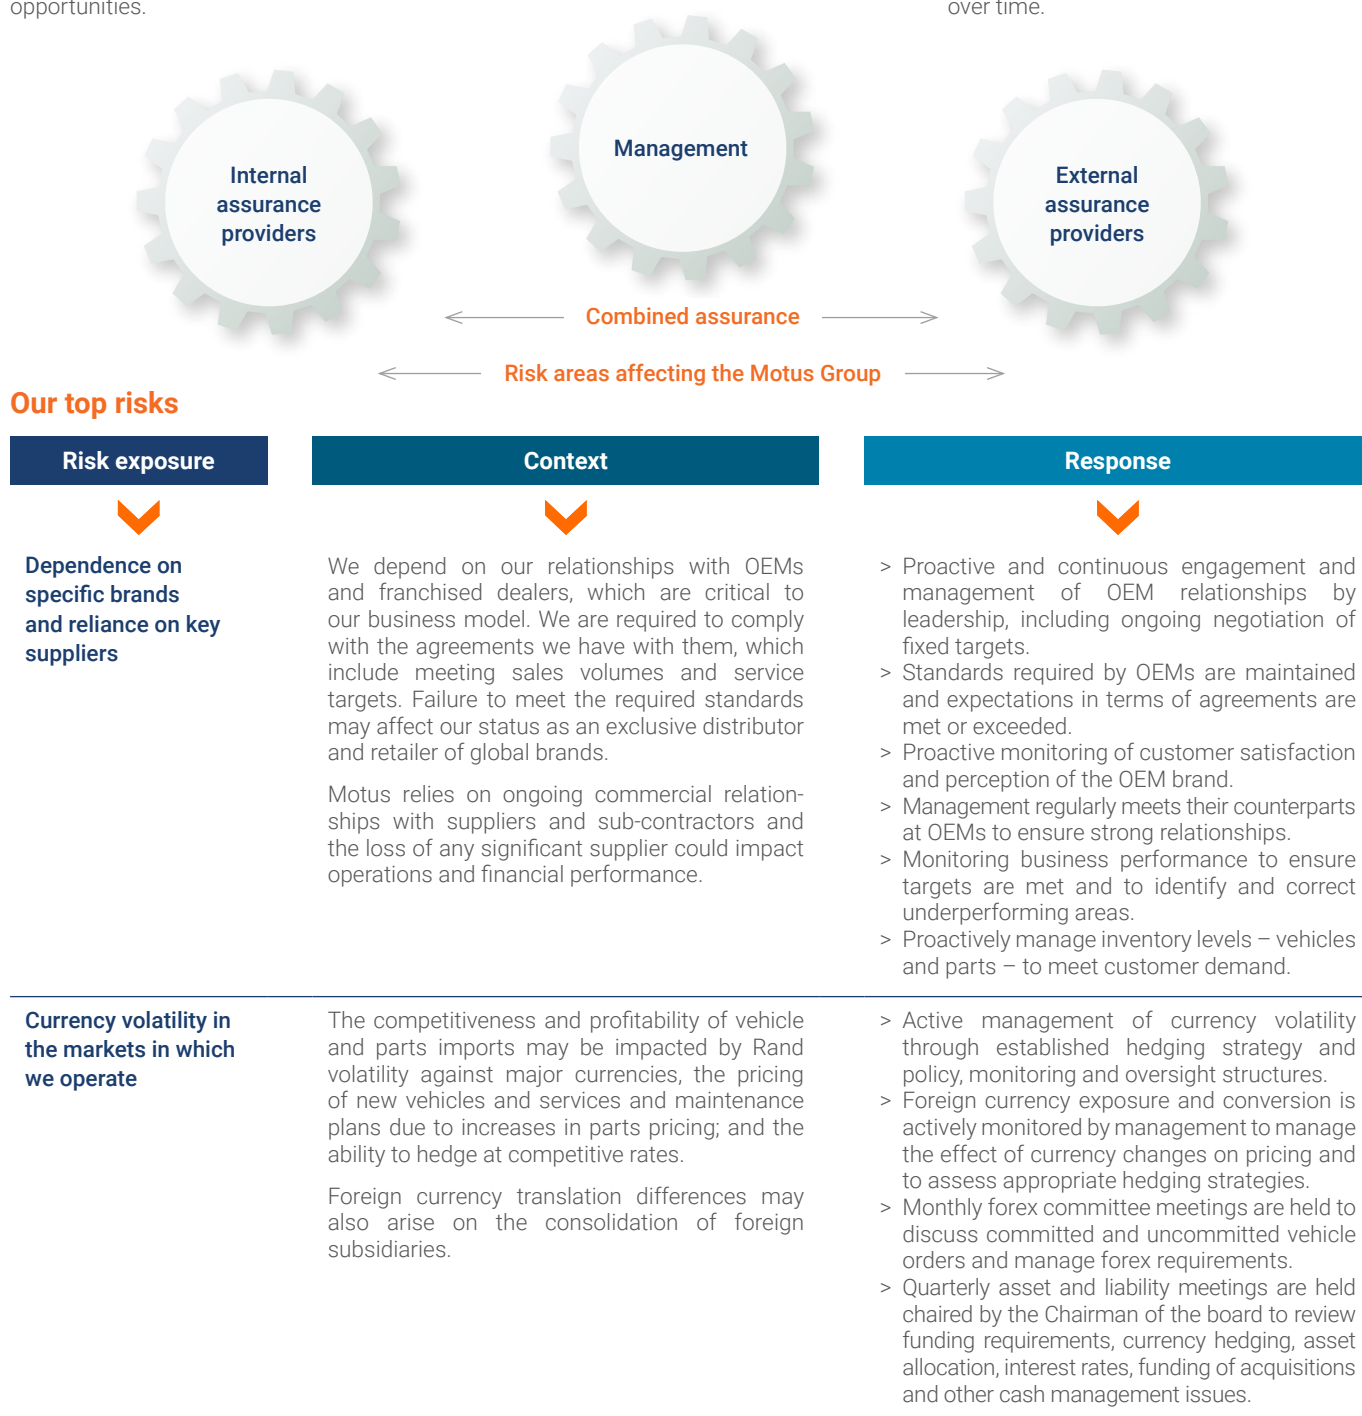 opportunities.
over time.
Internal
assurance
providers
Management
External
assurance
providers
Combined assurance
Risk areas affecting the Motus Group
Our top risks
Risk exposure
Context
Response
Dependence on
specific brands
and reliance on key
suppliers
We depend on our relationships with OEMs
and franchised dealers, which are critical to
our business model. We are required to comply
with the agreements we have with them, which
include meeting sales volumes and service
targets. Failure to meet the required standards
may affect our status as an exclusive distributor
and retailer of global brands.
Motus relies on ongoing commercial relation-
ships with suppliers and sub-contractors and
the loss of any significant supplier could impact
operations and financial performance.
> Proactive and continuous engagement and
management of OEM relationships by
leadership, including ongoing negotiation of
fixed targets.
> Standards required by OEMs are maintained
and expectations in terms of agreements are
met or exceeded.
> Proactive monitoring of customer satisfaction
and perception of the OEM brand.
> Management regularly meets their counterparts
at OEMs to ensure strong relationships.
> Monitoring business performance to ensure
targets are met and to identify and correct
underperforming areas.
> Proactively manage inventory levels – vehicles
and parts – to meet customer demand.
Currency volatility in
the markets in which
we operate
The competitiveness and profitability of vehicle
and parts imports may be impacted by Rand
volatility against major currencies, the pricing
of new vehicles and services and maintenance
plans due to increases in parts pricing; and the
ability to hedge at competitive rates.
Foreign currency translation differences may
also arise on the consolidation of foreign
subsidiaries.
> Active management of currency volatility
through established hedging strategy and
policy, monitoring and oversight structures.
> Foreign currency exposure and conversion is
actively monitored by management to manage
the effect of currency changes on pricing and
to assess appropriate hedging strategies.
> Monthly forex committee meetings are held to
discuss committed and uncommitted vehicle
orders and manage forex requirements.
> Quarterly asset and liability meetings are held
chaired by the Chairman of the board to review
funding requirements, currency hedging, asset
allocation, interest rates, funding of acquisitions
and other cash management issues.